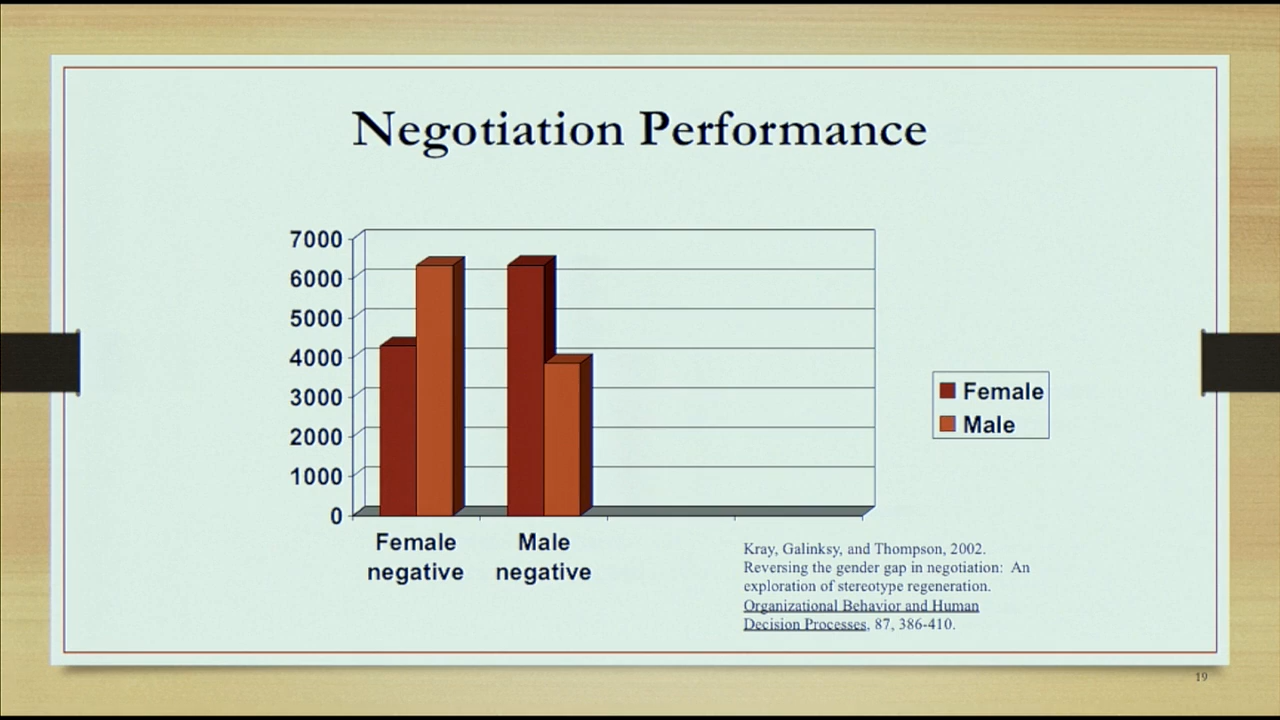 Negotiation Performance
7000
6000
5000
4000
3000
2000
1000
0
Female
negative
Male
negative
Female
Male
Kray, Galinksy, and Thompson, 2002.
Reversing the gender gap in negotiation: An
exploration of stereotype regeneration.
Organizational Behavior and Human
Decision Processes, 87, 386-410.
19